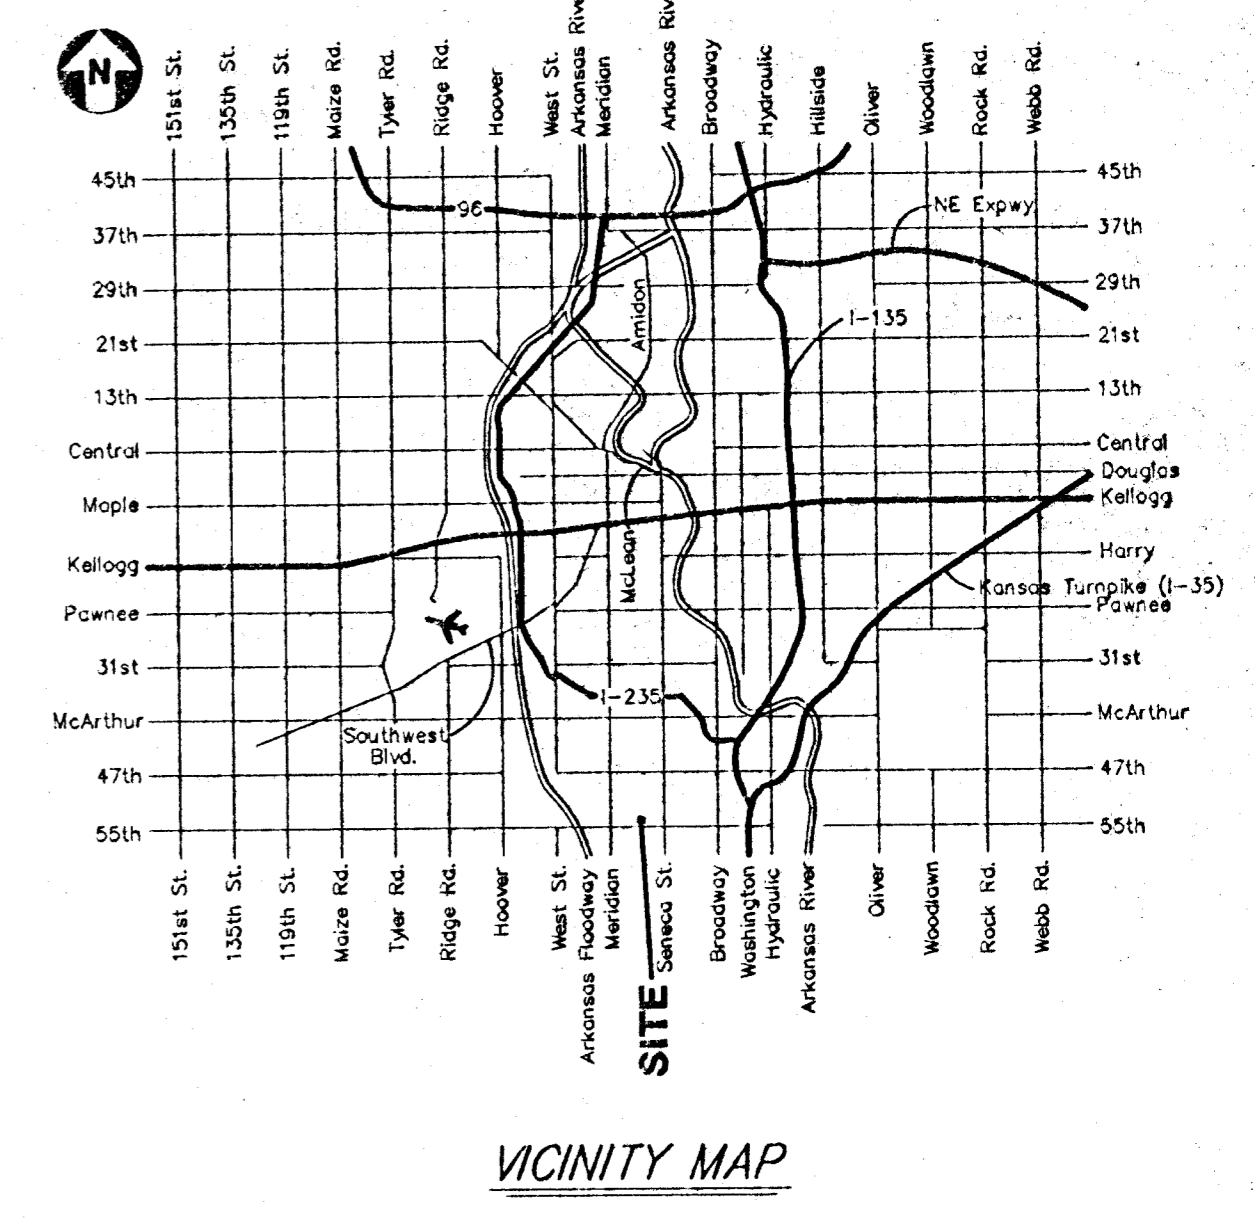 N
151st St.
135th St.
119th St.
Maize Rd.
Tyler Rd.
Ridge Rd.
Hoover
West St.
Arkansas Rive
Meridian
Arkansas Riv
Broadway
Hydraulic
Hillside
Oliver
Woodlawn
Rock Rd.
Webb Rd.
45th
45th
96
NE Expwy
37th
37th
29th
29th
Amidon
I-135
21st
21st
13th
13th
Central
Central
Douglas
Maple
Kellogg
McLean
Harry
Kellogg
Kansas Turnpike (I-35)
Pawnee
Pawnee
31st
31st
I-235
McArthur
McArthur
Southwest
Blvd.
47th
47th
55th
55th
151st St.
135th St.
119th St.
Maize Rd.
Tyler Rd.
Ridge Rd.
Hoover
West St.
Arkansas Floodway
Meridian
SITE
Seneca St.
Broadway
Washington
Hydraulic
Arkansas River
Oliver
Woodlawn
Rock Rd.
Webb Rd.
VICINITY MAP